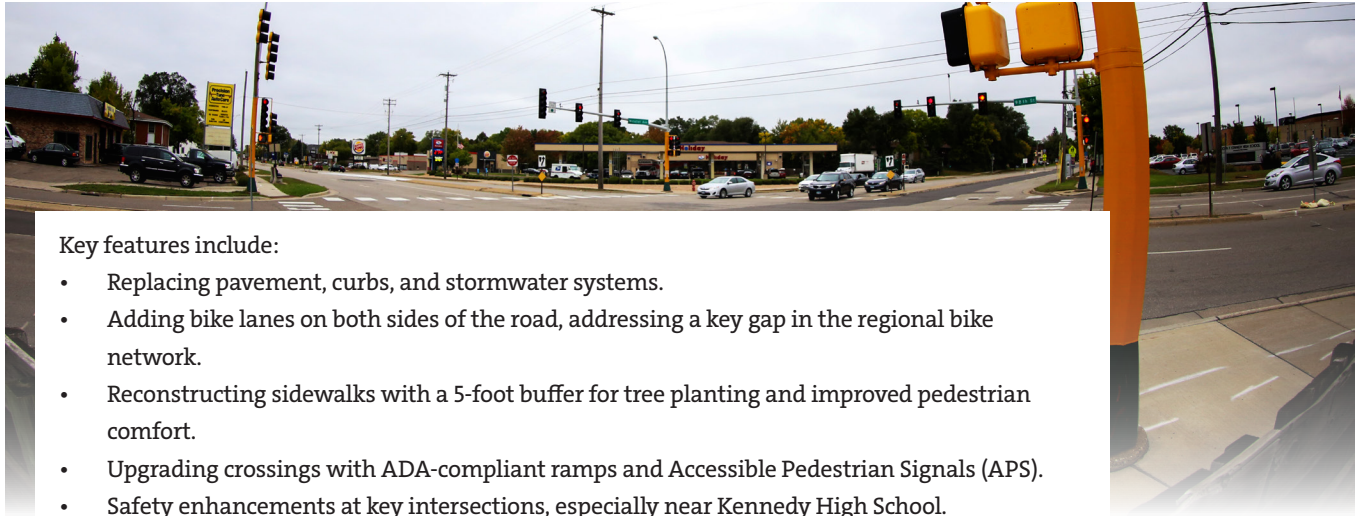 Holiday
98th St
Key features include:
• Replacing pavement, curbs, and stormwater systems.
• Adding bike lanes on both sides of the road, addressing a key gap in the regional bike
network.
• Reconstructing sidewalks with a 5-foot buffer for tree planting and improved pedestrian
comfort.
• Upgrading crossings with ADA-compliant ramps and Accessible Pedestrian Signals (APS).
• Safety enhancements at key intersections, especially near Kennedy High School.